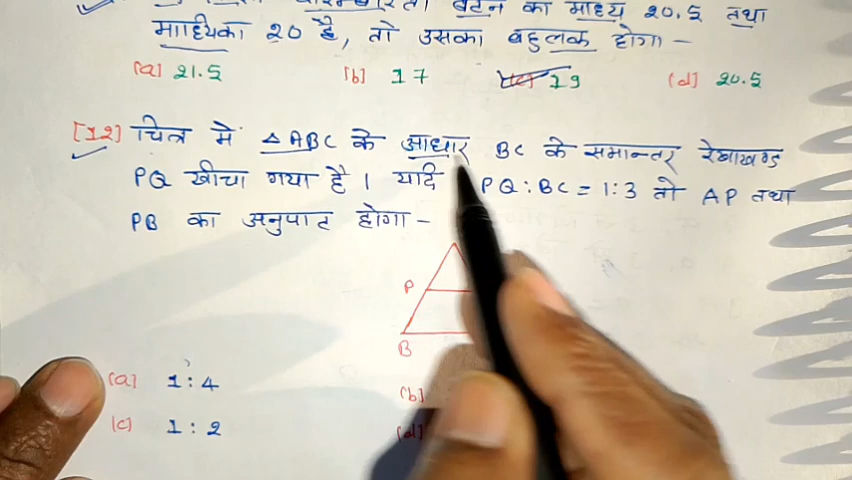 बंटन का माध्य 20.5 तथा
माध्यिका 20 है, तो उसका बहुलक होगा -
(a) 21.5 (b) 17 (c) 19 (d) 20.5
[12] चित्र में △ABC के आधार BC के समान्तर रेखाखण्ड
PQ खींचा गया है । यदि PQ : BC = 1:3 तो AP तथा
PB का अनुपात होगा -
P
B
(a) 1:4 (b)
(c) 1:2 (d)